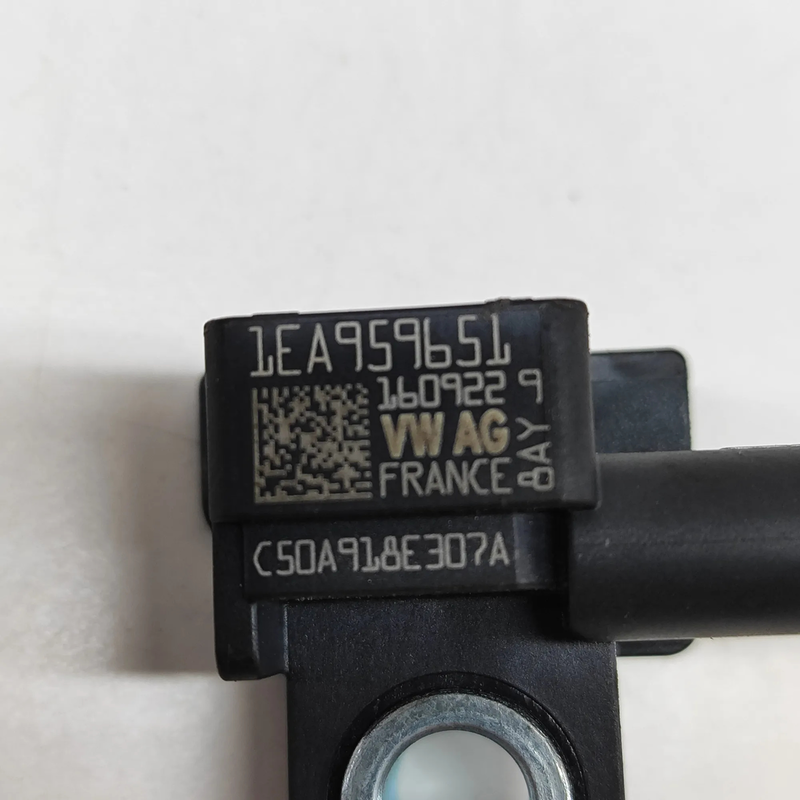 1EA959651
160922 9
VW AG
FRANCE
8AY
C50A918E307A